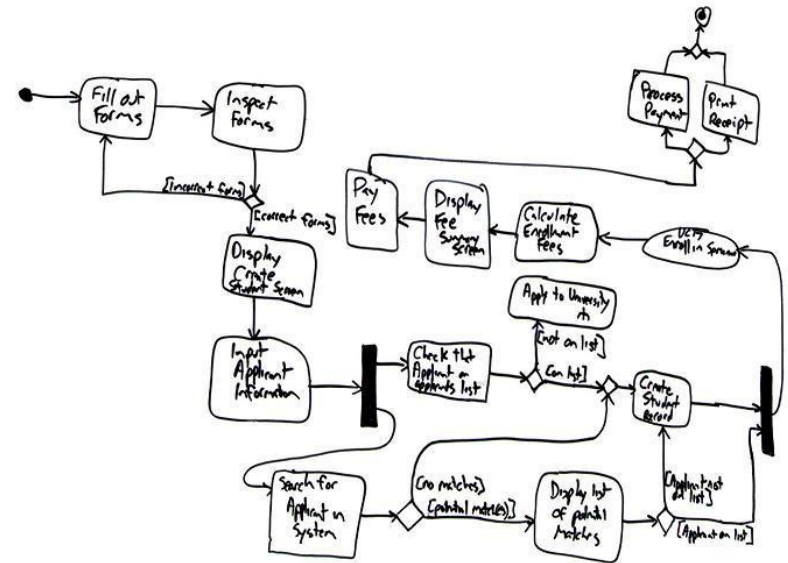 Fill out
Forms
Inspect
Forms
[Incorrect forms]
[correct forms]
Display
Create
Student Screen
Input
Applicant
Information
Check that
Applicant on
list
Apply to University
[not on list]
[on list]
Search for
Applicant in
System
[no matches]
[potential matches]
Display list
of potential
Matches
[Applicant not
on list]
[Applicant on list]
Create
Student
Record
Enroll in Seminar
Calculate
Enrollment
Fees
Display
Fee
Summary
Screen
Pay
Fees
Process
Payment
Print
Receipt